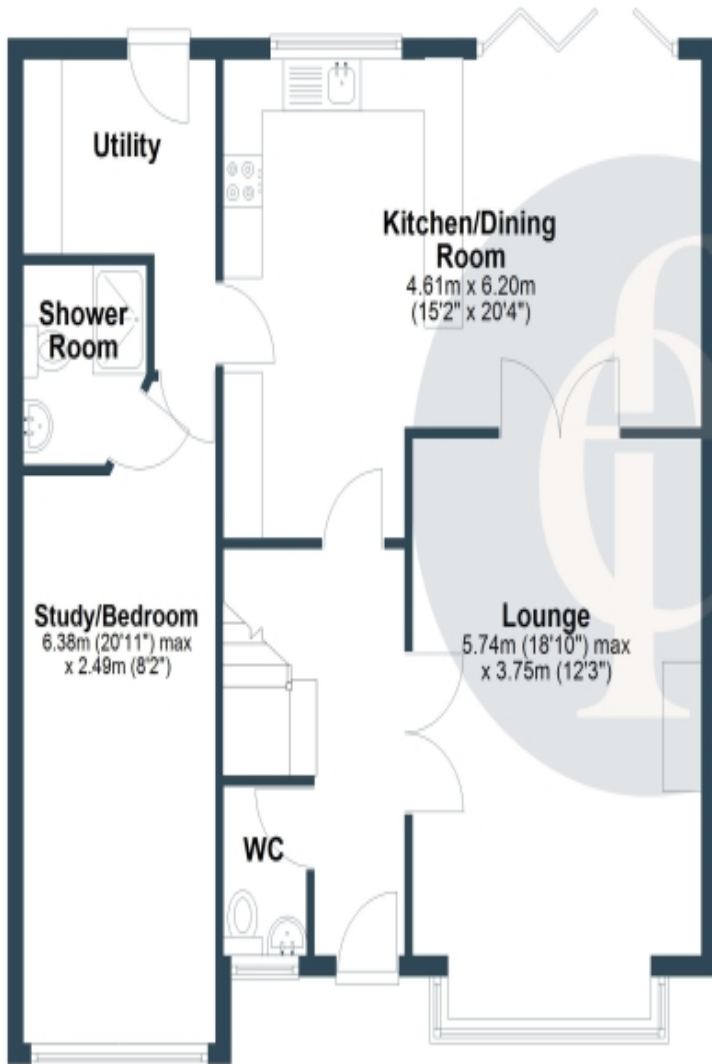 Utility
Kitchen/Dining
Room
4.61m x 6.20m
(15'2" x 20'4")
Shower
Room
Study/Bedroom
6.38m (20'11") max
x 2.49m (8'2")
Lounge
5.74m (18'10") max
x 3.75m (12'3")
WC